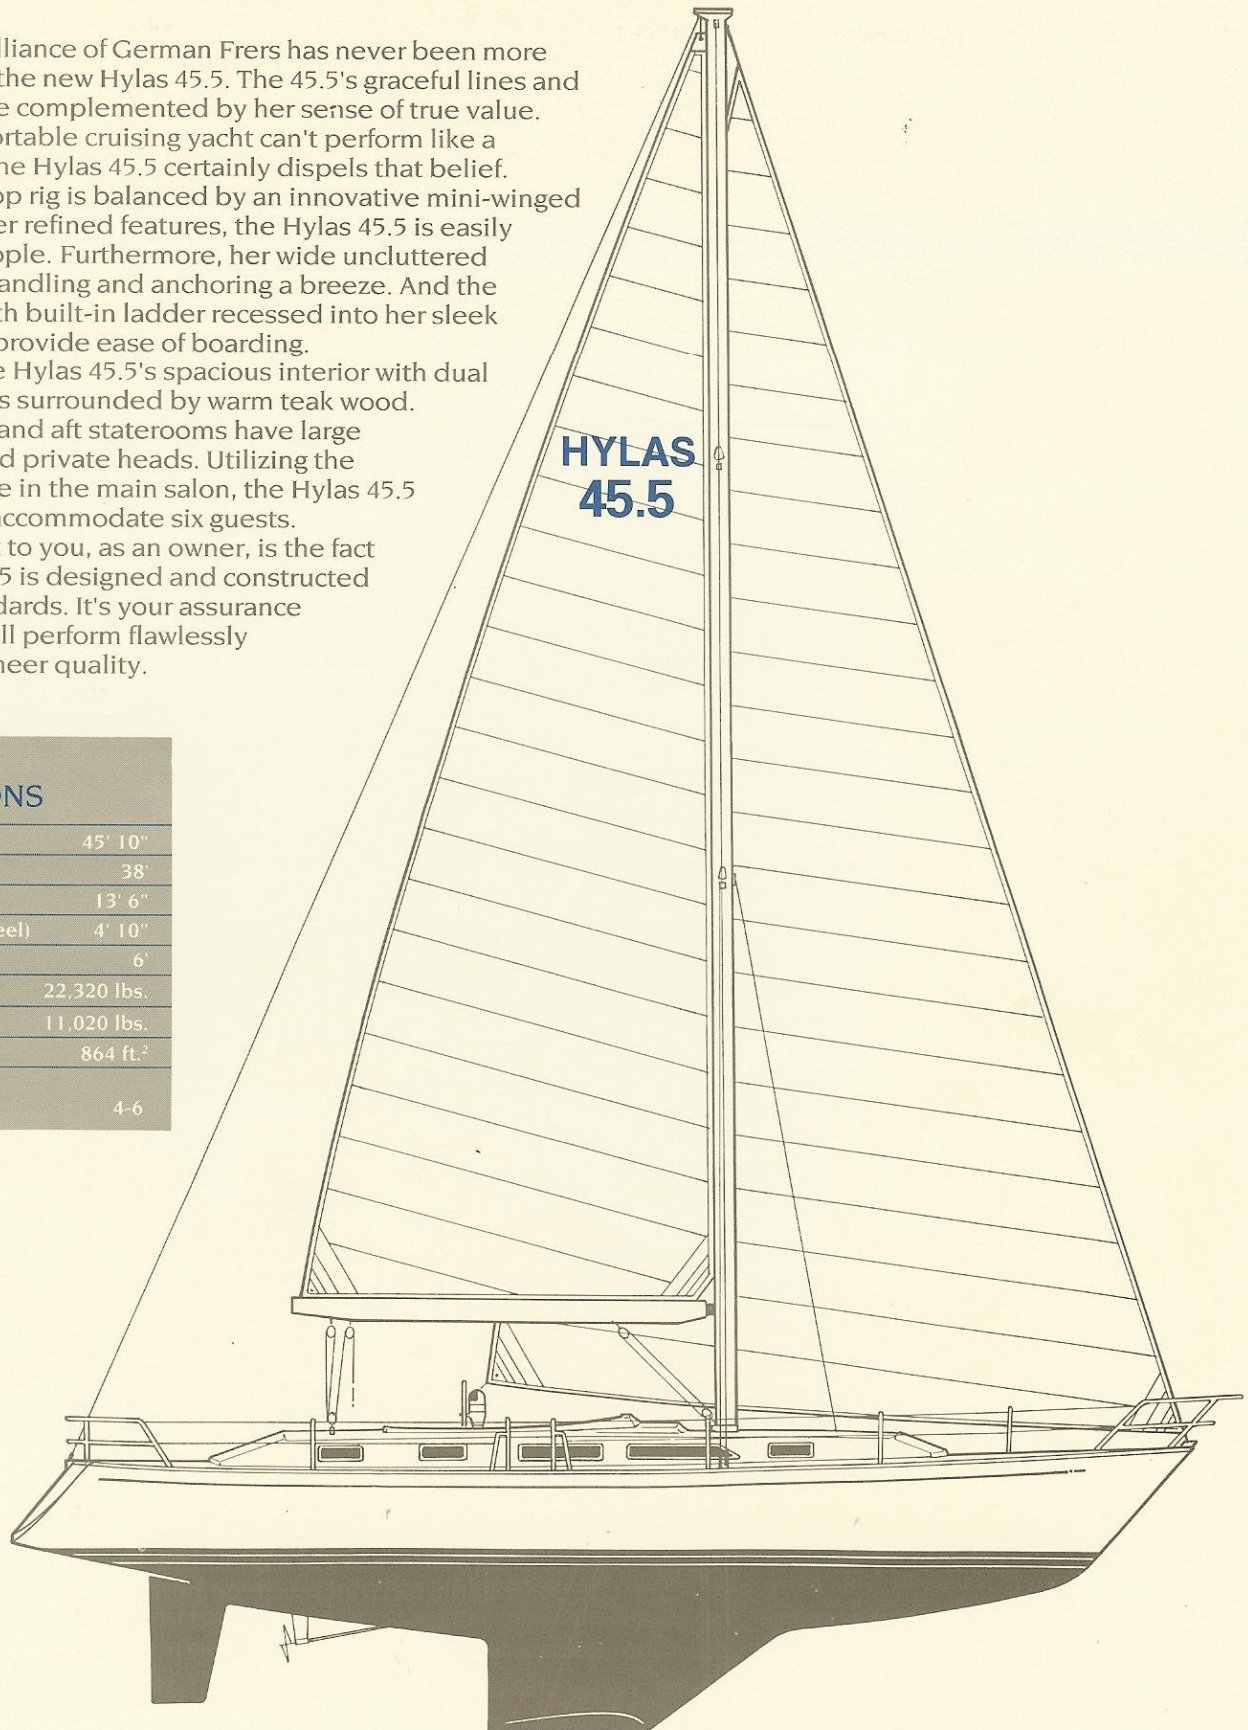 lliance of German Frers has never been more
the new Hylas 45.5. The 45.5's graceful lines and
e complemented by her sense of true value.
ortable cruising yacht can't perform like a
he Hylas 45.5 certainly dispels that belief.
op rig is balanced by an innovative mini-winged
er refined features, the Hylas 45.5 is easily
ople. Furthermore, her wide uncluttered
andling and anchoring a breeze. And the
th built-in ladder recessed into her sleek
provide ease of boarding.
e Hylas 45.5's spacious interior with dual
s surrounded by warm teak wood.
and aft staterooms have large
d private heads. Utilizing the
e in the main salon, the Hylas 45.5
accommodate six guests.
t to you, as an owner, is the fact
5 is designed and constructed
dards. It's your assurance
ll perform flawlessly
heer quality.
HYLAS
45.5
ONS
45' 10"
38'
13' 6"
eel) 4' 10"
6'
22,320 lbs.
11,020 lbs.
864 ft.²
4-6